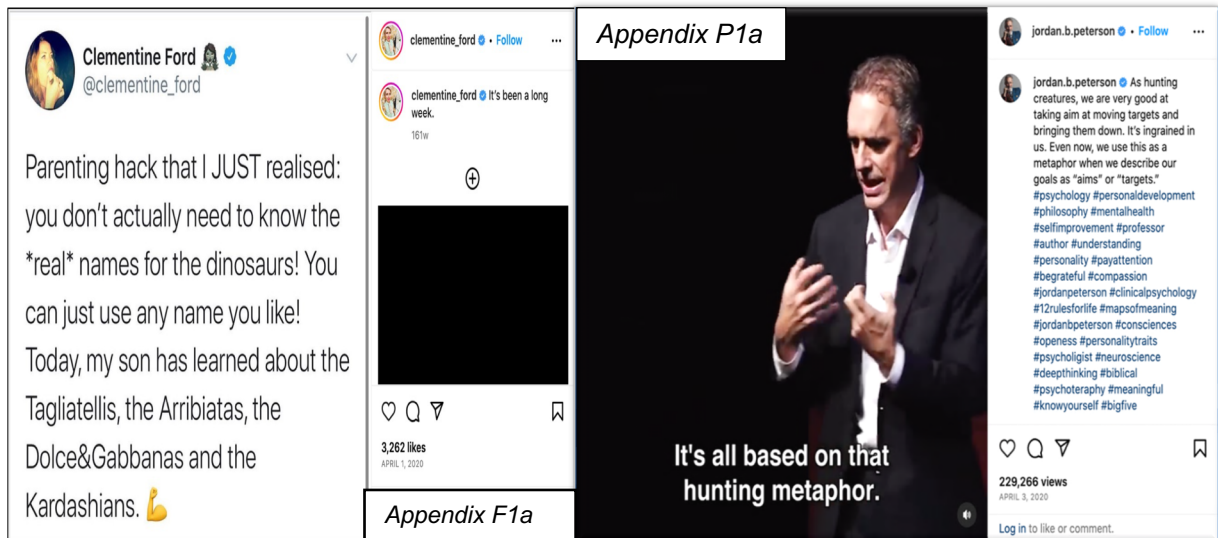 Clementine Ford
@clementine_ford
Parenting hack that I JUST realised:
you don't actually need to know the
*real* names for the dinosaurs! You
can just use any name you like!
Today, my son has learned about the
Tagliatellis, the Arribiatas, the
Dolce&Gabbanas and the
Kardashians.
clementine_ford • Follow
clementine_ford It's been a long
week.
161w
3,262 likes
APRIL 1, 2020
Appendix F1a
Appendix P1a
It's all based on that
hunting metaphor.
jordan.b.peterson • Follow
jordan.b.peterson As hunting
creatures, we are very good at
taking aim at moving targets and
bringing them down. It's ingrained in
us. Even now, we use this as a
metaphor when we describe our
goals as “aims” or “targets.”
#psychology #personaldevelopment
#philosophy #mentalhealth
#selfimprovement #professor
#author #understanding
#personality #payattention
#begrateful #compassion
#jordanpeterson #clinicalpsychology
#12rulesforlife #mapsofmeaning
#jordanbpeterson #consciences
#openess #personalitytraits
#psycholigist #neuroscience
#deepthinking #biblical
#psychoteraphy #meaningful
#knowyourself #bigfive
229,266 views
APRIL 3, 2020
Log in to like or comment.